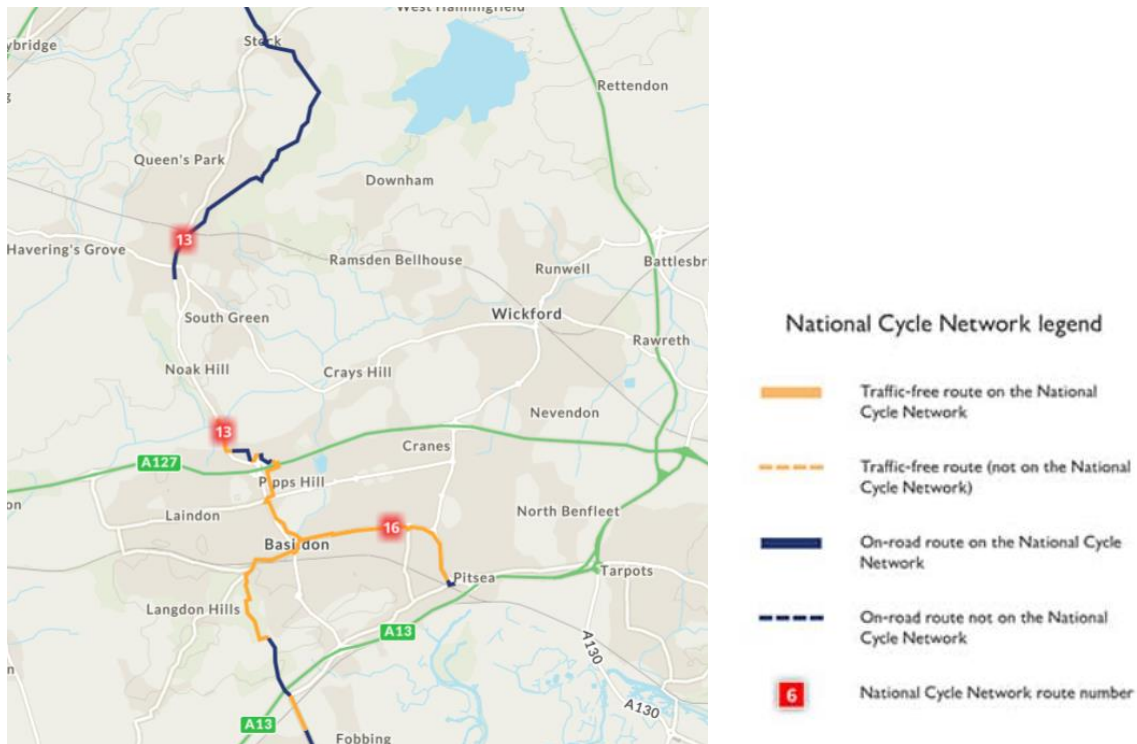 West Hanningfield
ybridge
Stock
Rettendon
Queen's Park
Downham
13
Havering's Grove
Ramsden Bellhouse
Runwell
Battlesbri
South Green
Wickford
Rawreth
Noak Hill
Crays Hill
Nevendon
13
Cranes
A127
Pipps Hill
on
Laindon
North Benfleet
16
Basildon
Pitsea
Tarpots
Langdon Hills
A13
A130
n
A13
A130
Fobbing
National Cycle Network legend
Traffic-free route on the National
Cycle Network
Traffic-free route (not on the National
Cycle Network)
On-road route on the National Cycle
Network
On-road route not on the National
Cycle Network
6
National Cycle Network route number